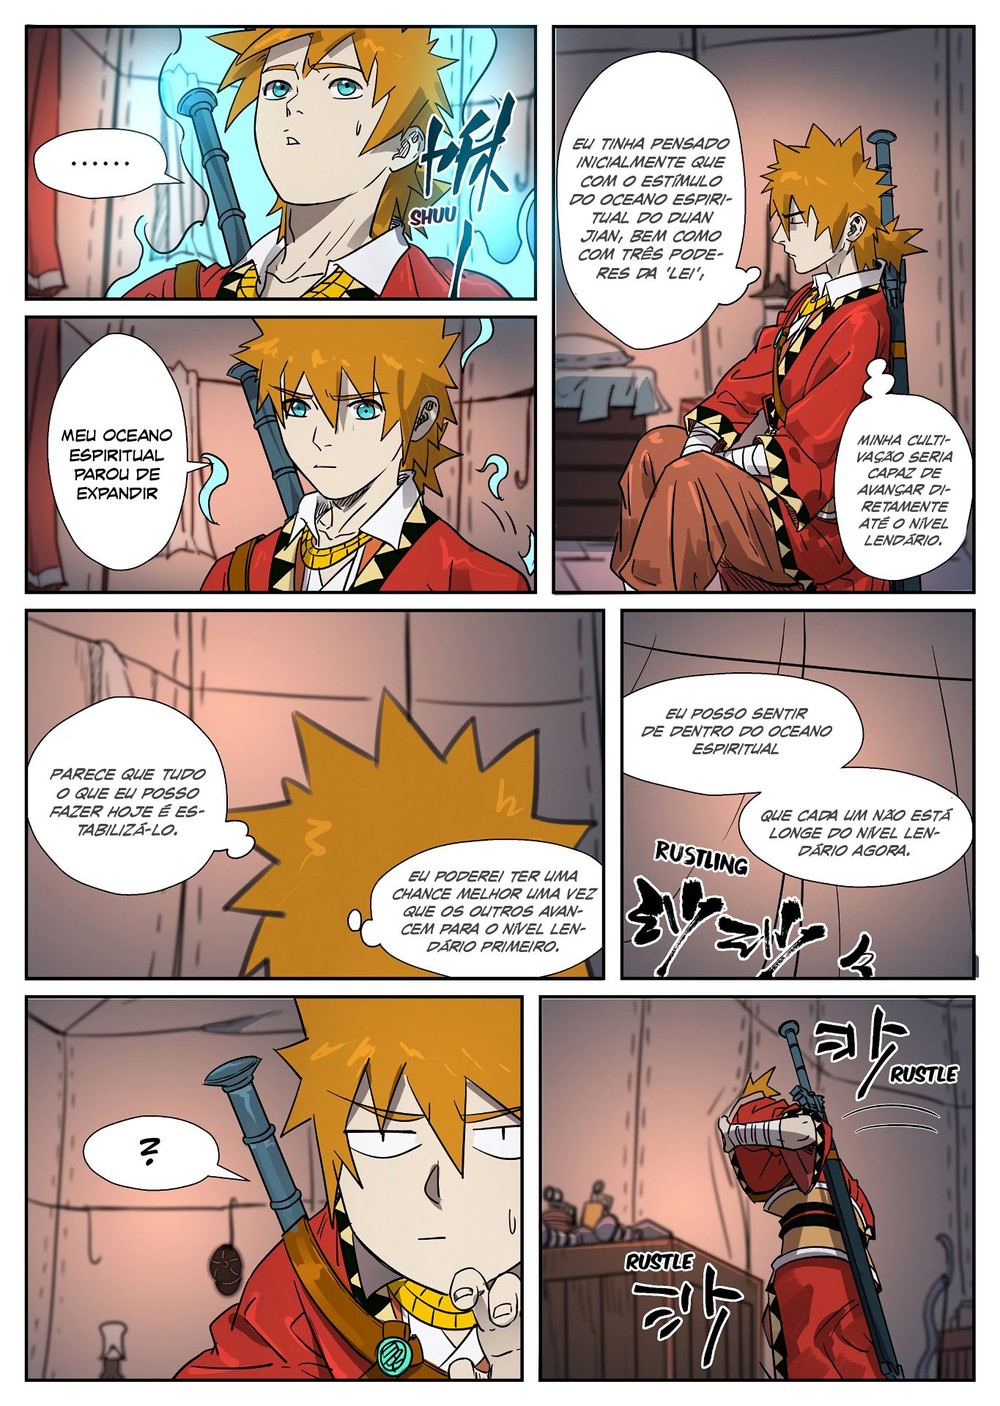 ......
SHUU
EU TINHA PENSADO
INICIALMENTE QUE
COM O ESTÍMULO
DO OCEANO ESPIRI-
TUAL DO DUAN
JIAN, BEM COMO
COM TRÊS PODE-
RES DA 'LEI';
MINHA CULTI-
VAÇÃO SERIA
CAPAZ DE
AVANÇAR DI-
RETAMENTE
ATÉ O NÍVEL
LENDÁRIO.
MEU OCEANO
ESPIRITUAL
PAROU DE
EXPANDIR
PARECE QUE TUDO
O QUE EU POSSO
FAZER HOJE É ES-
TABILIZÁ-LO.
EU PODEREI TER UMA
CHANCE MELHOR UMA VEZ
QUE OS OUTROS AVAN-
CEM PARA O NÍVEL LEN-
DÁRIO PRIMEIRO.
EU POSSO SENTIR
DE DENTRO DO OCEANO
ESPIRITUAL
QUE CADA UM NÃO ESTÁ
LONGE DO NÍVEL LEN-
DÁRIO AGORA.
RUSTLING
?
RUSTLE
RUSTLE